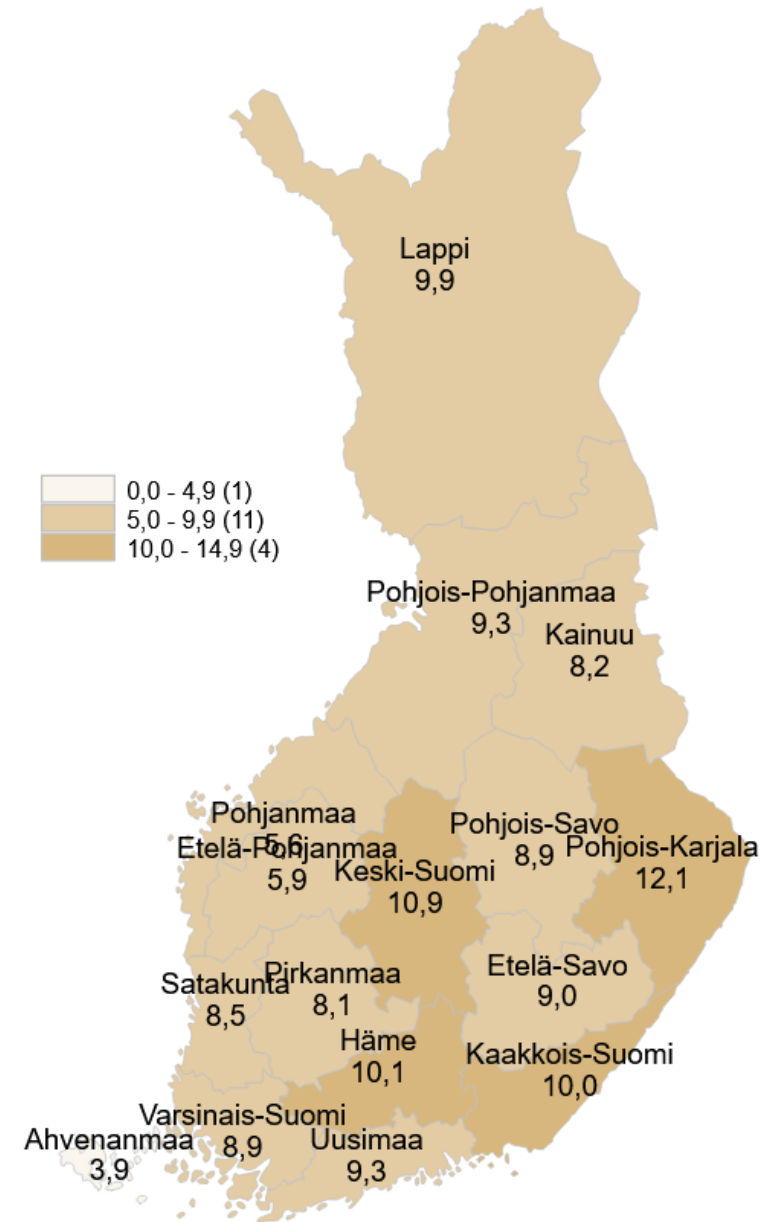 Lappi
9,9
0,0 - 4,9 (1)
5,0 - 9,9 (11)
10,0 - 14,9 (4)
Pohjois-Pohjanmaa
9,3
Kainuu
8,2
Pohjanmaa
5,6
Etelä-Pohjanmaa
5,9
Keski-Suomi
10,9
Pohjois-Savo
8,9
Pohjois-Karjala
12,1
Satakunta
8,5
Pirkanmaa
8,1
Etelä-Savo
9,0
Häme
10,1
Kaakkois-Suomi
10,0
Varsinais-Suomi
8,9
Ahvenanmaa
3,9
Uusimaa
9,3